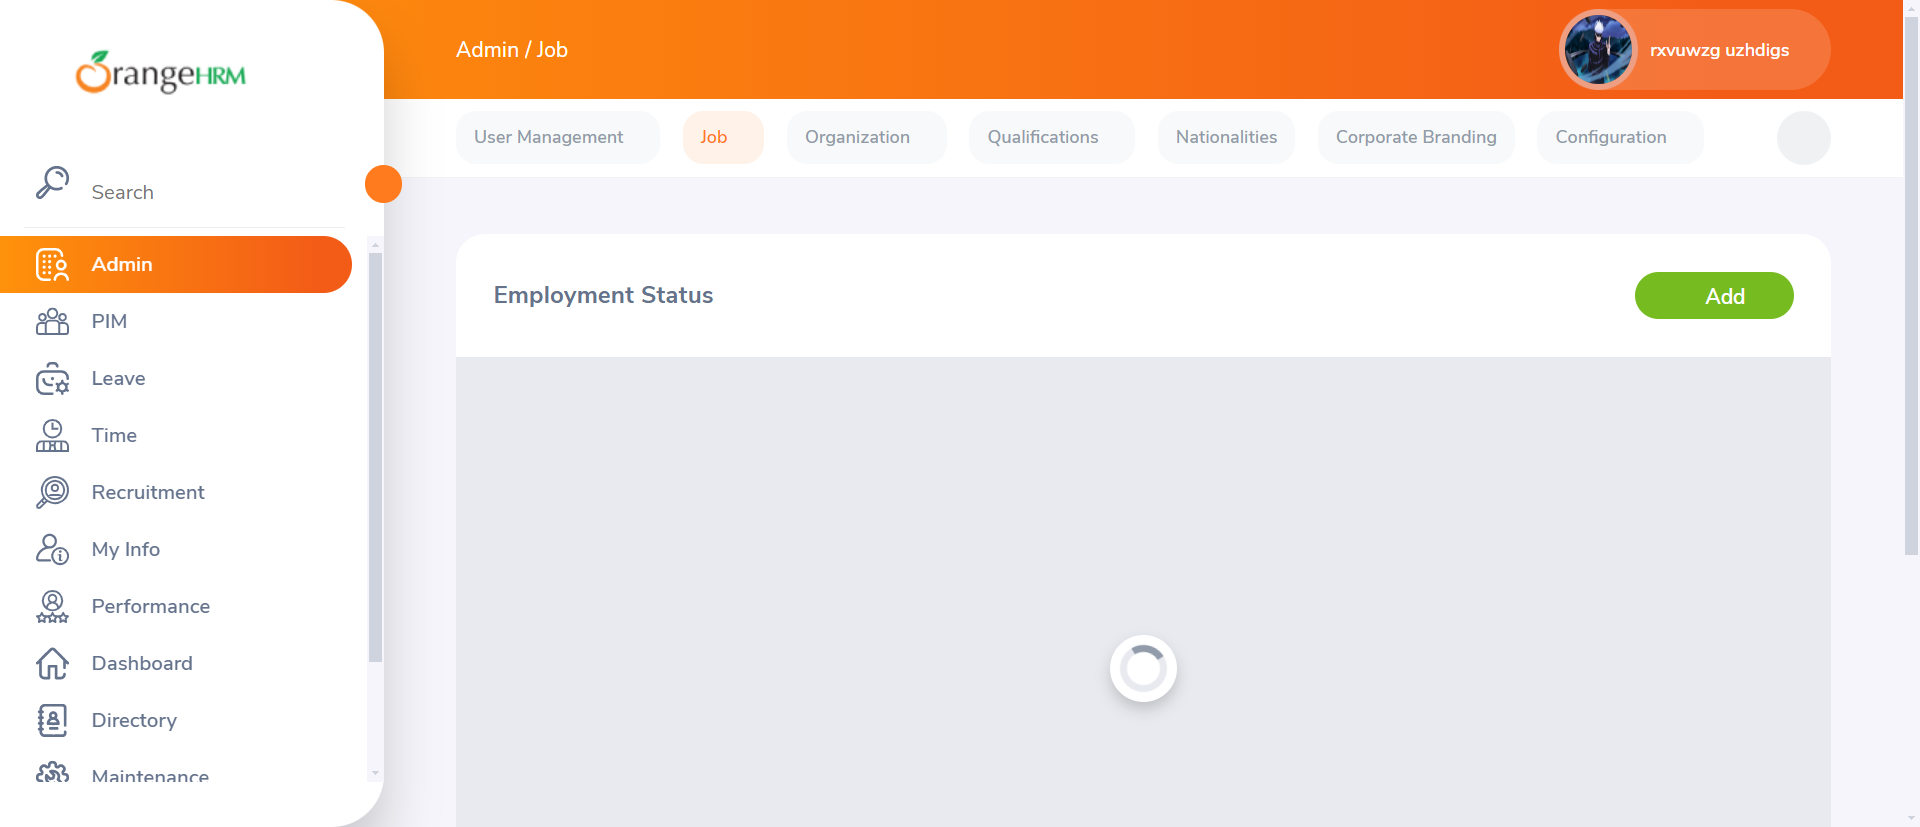 OrangeHRM
Admin / Job
rxvuwzg uzhdigs
User Management
Job
Organization
Qualifications
Nationalities
Corporate Branding
Configuration
Search
Admin
PIM
Leave
Time
Recruitment
My Info
Performance
Dashboard
Directory
Maintenance
Employment Status
Add